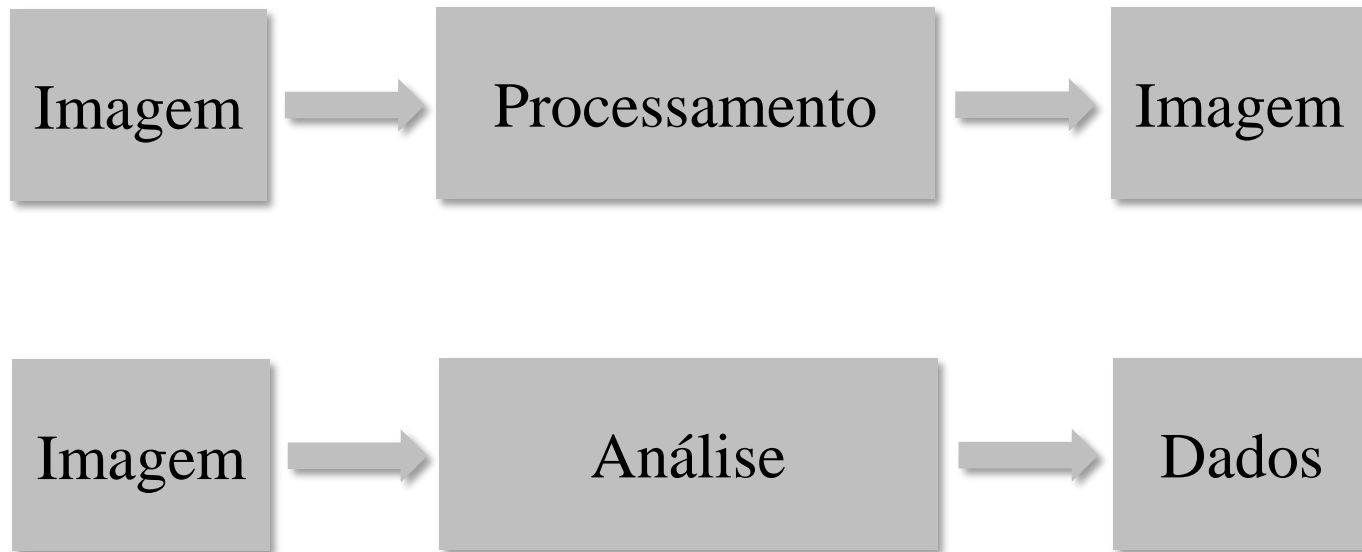 Imagem
Processamento
Imagem
Imagem
Análise
Dados